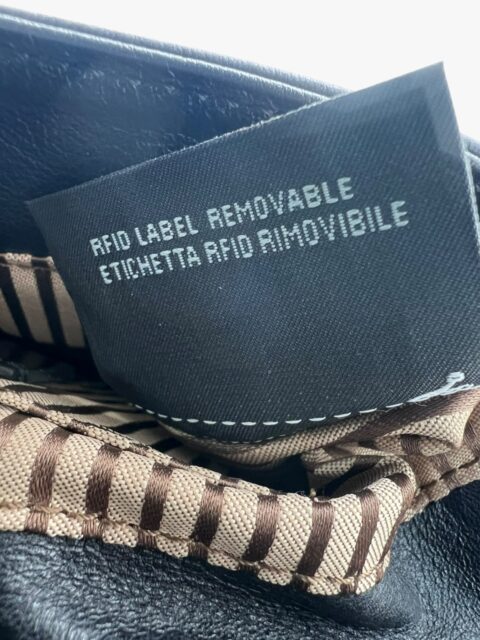 RFID LABEL REMOVABLE
ETICHETTA RFID RIMOVIBILE